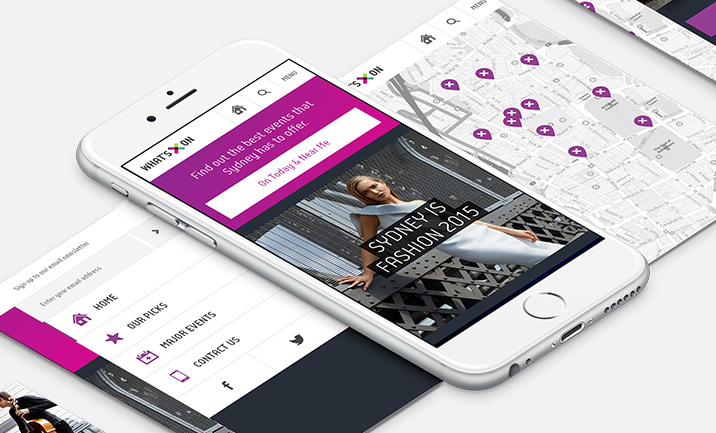 WHAT'S ON
MENU
Find out the best events that
Sydney has to offer.
On Today & Near Me
SYDNEY IS
FASHION 2015
WHAT'S ON
MENU
Sign up to our email newsletter
Enter your email address
HOME
OUR PICKS
MAJOR EVENTS
CONTACT US